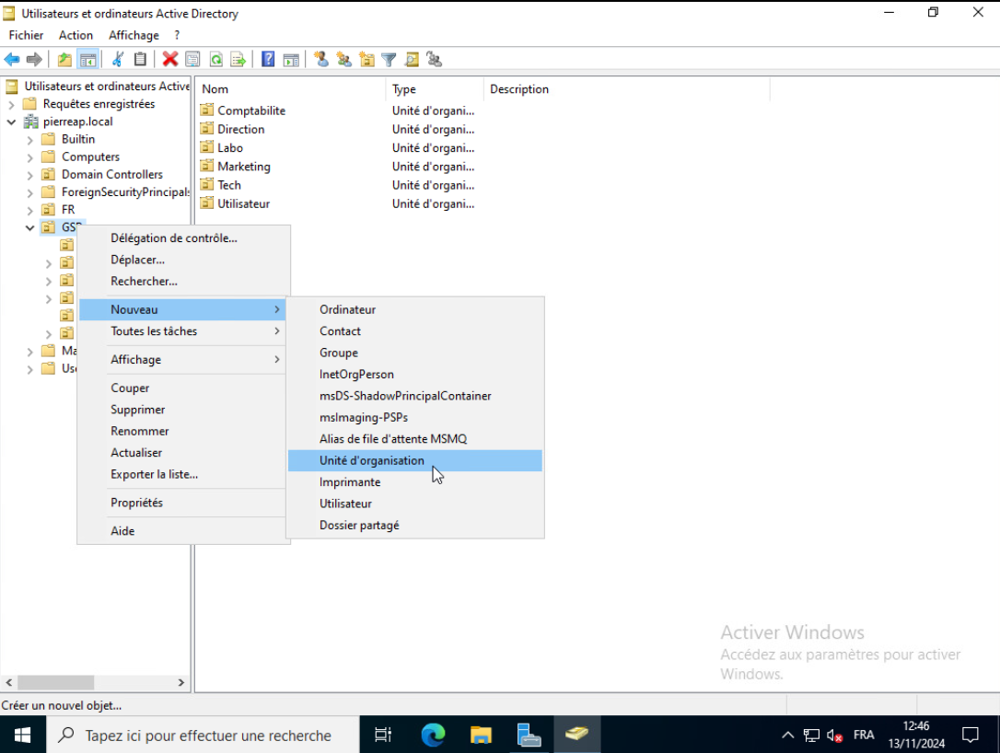 Utilisateurs et ordinateurs Active Directory
Fichier Action Affichage ?
Utilisateurs et ordinateurs Active
Requêtes enregistrées
pierreap.local
Builtin
Computers
Domain Controllers
ForeignSecurityPrincipals
FR
Nom Type Description
Comptabilite Unité d'organi...
Direction Unité d'organi...
Labo Unité d'organi...
Marketing Unité d'organi...
Tech Unité d'organi...
Utilisateur Unité d'organi...
Délégation de contrôle...
Déplacer...
Rechercher...
Nouveau
Toutes les tâches
Affichage
Couper
Supprimer
Renommer
Actualiser
Exporter la liste...
Propriétés
Aide
Ordinateur
Contact
Groupe
InetOrgPerson
msDS-ShadowPrincipalContainer
msImaging-PSPs
Alias de file d'attente MSMQ
Unité d'organisation
Imprimante
Utilisateur
Dossier partagé
Activer Windows
Accédez aux paramètres pour activer
Windows.
Créer un nouvel objet...
Tapez ici pour effectuer une recherche
FRA
12:46
13/11/2024